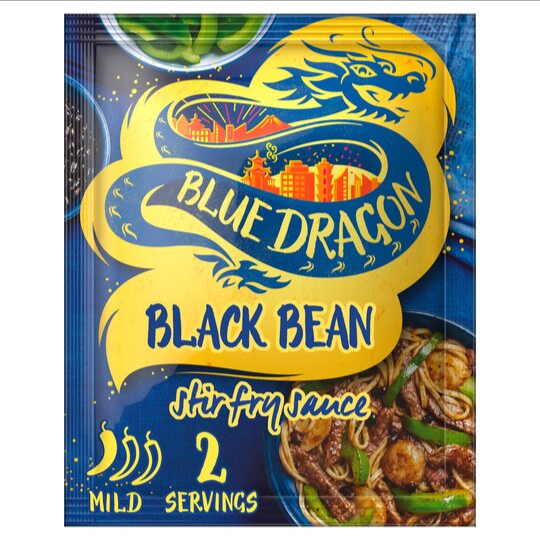 BLUE DRAGON
BLACK BEAN
stir fry sauce
2
MILD SERVINGS